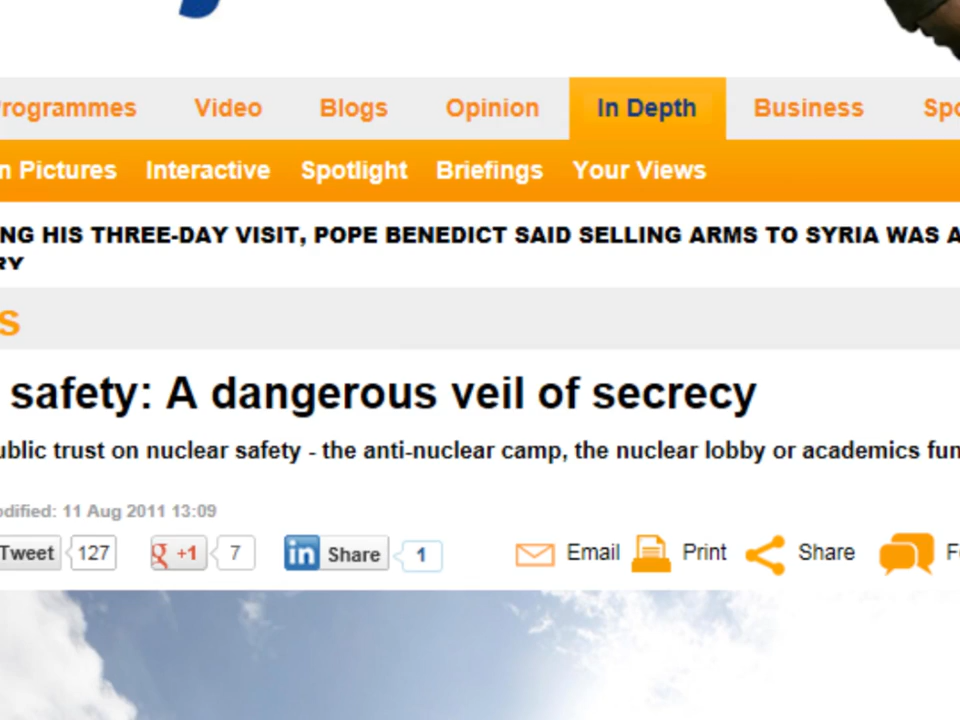 rogrammes Video Blogs Opinion In Depth Business Spo
n Pictures Interactive Spotlight Briefings Your Views
NG HIS THREE-DAY VISIT, POPE BENEDICT SAID SELLING ARMS TO SYRIA WAS A
RY
s
safety: A dangerous veil of secrecy
ublic trust on nuclear safety - the anti-nuclear camp, the nuclear lobby or academics fun
odified: 11 Aug 2011 13:09
Tweet 127 g +1 7 in Share 1 Email Print Share F